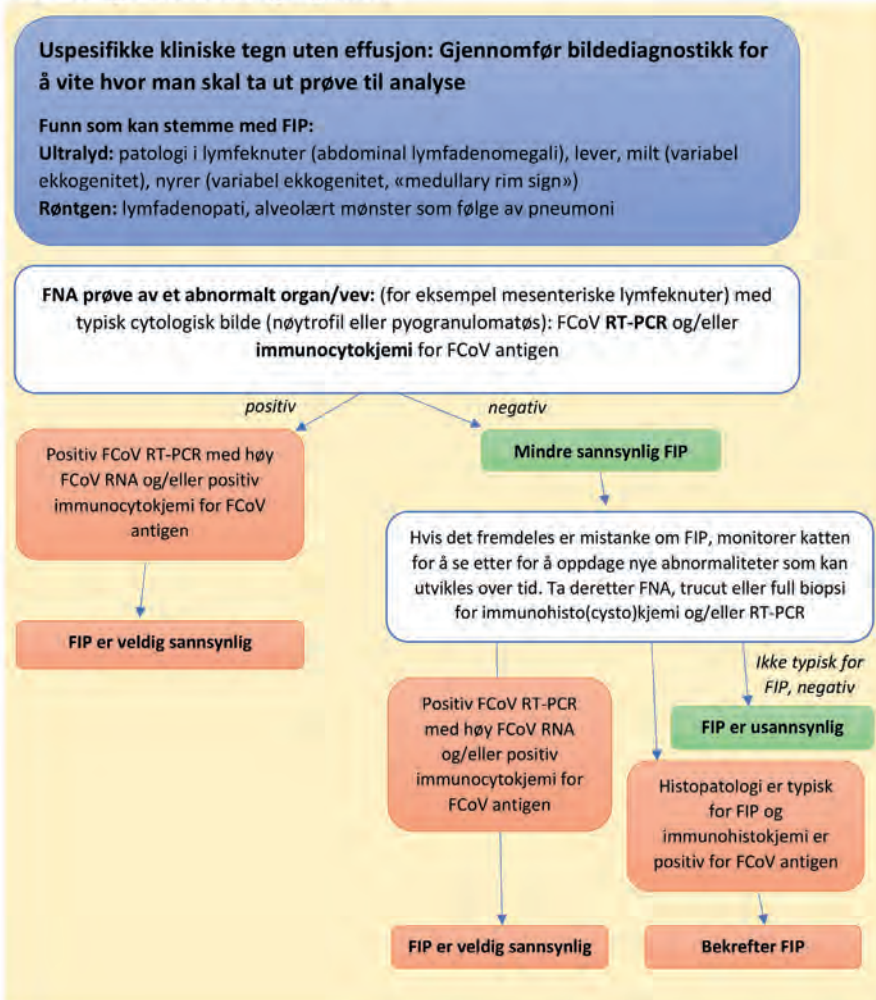 Uspesifikke kliniske tegn uten effusjon: Gjennomfør bildediagnostikk for
å vite hvor man skal ta ut prøve til analyse
Funn som kan stemme med FIP:
Ultralyd: patologi i lymfeknuter (abdominal lymfadenomegali), lever, milt (variabel
ekkogenitet), nyrer (variabel ekkogenitet, «medullary rim sign»)
Røntgen: lymfadenopati, alveolært mønster som følge av pneumoni
FNA prøve av et abnormalt organ/vev: (for eksempel mesenteriske lymfeknuter) med
typisk cytologisk bilde (nøytrofil eller pyogranulomatøs): FCoV RT-PCR og/eller
immunocytokjemi for FCoV antigen
positiv
negativ
Positiv FCoV RT-PCR med høy
FCoV RNA og/eller positiv
immunocytokjemi for FCoV
antigen
FIP er veldig sannsynlig
Mindre sannsynlig FIP
Hvis det fremdeles er mistanke om FIP, monitorer katten
for å se etter for å oppdage nye abnormaliteter som kan
utvikles over tid. Ta deretter FNA, trucut eller full biopsi
for immunohisto(cysto)kjemi og/eller RT-PCR
Ikke typisk for
FIP, negativ
Positiv FCoV RT-PCR
med høy FCoV RNA
og/eller positiv
immunocytokjemi for
FCoV antigen
FIP er veldig sannsynlig
FIP er usannsynlig
Histopatologi er typisk
for FIP og
immunohistokjemi er
positiv for FCoV antigen
Bekrefter FIP